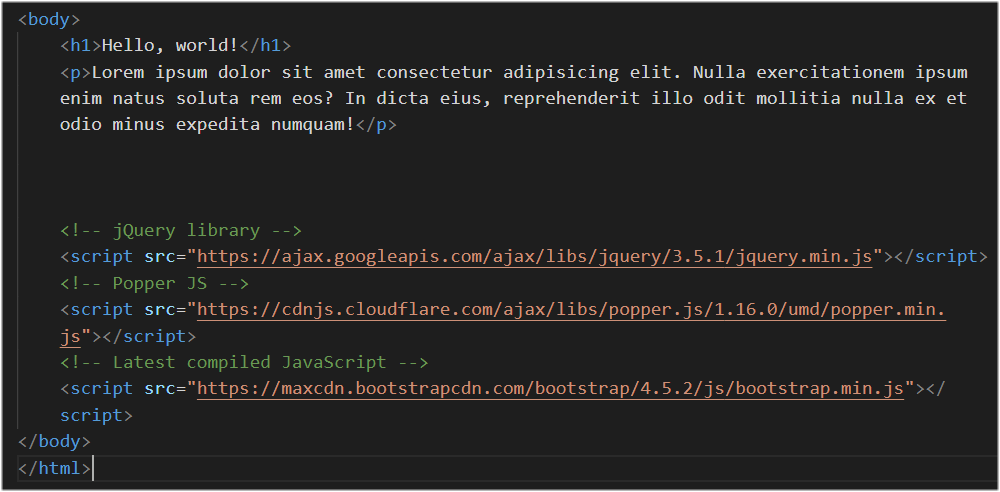 <body>
<h1>Hello, world!</h1>
<p>Lorem ipsum dolor sit amet consectetur adipisicing elit. Nulla exercitationem ipsum
enim natus soluta rem eos? In dicta eius, reprehenderit illo odit mollitia nulla ex et
odio minus expedita numquam!</p>
<!-- jQuery library -->
<script src="https://ajax.googleapis.com/ajax/libs/jquery/3.5.1/jquery.min.js"></script>
<!-- Popper JS -->
<script src="https://cdnjs.cloudflare.com/ajax/libs/popper.js/1.16.0/umd/popper.min.
js"></script>
<!-- Latest compiled JavaScript -->
<script src="https://maxcdn.bootstrapcdn.com/bootstrap/4.5.2/js/bootstrap.min.js"></
script>
</body>
</html>